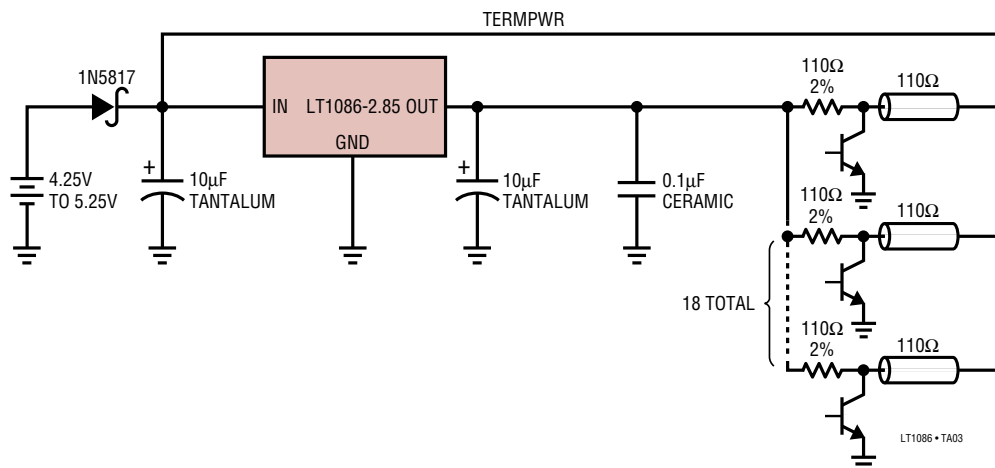 TERMPWR
1N5817
IN LT1086-2.85 OUT
GND
110Ω
2%
110Ω
4.25V
TO 5.25V
+
10µF
TANTALUM
+
10µF
TANTALUM
0.1µF
CERAMIC
110Ω
2%
110Ω
18 TOTAL
110Ω
2%
110Ω
LT1086 • TA03